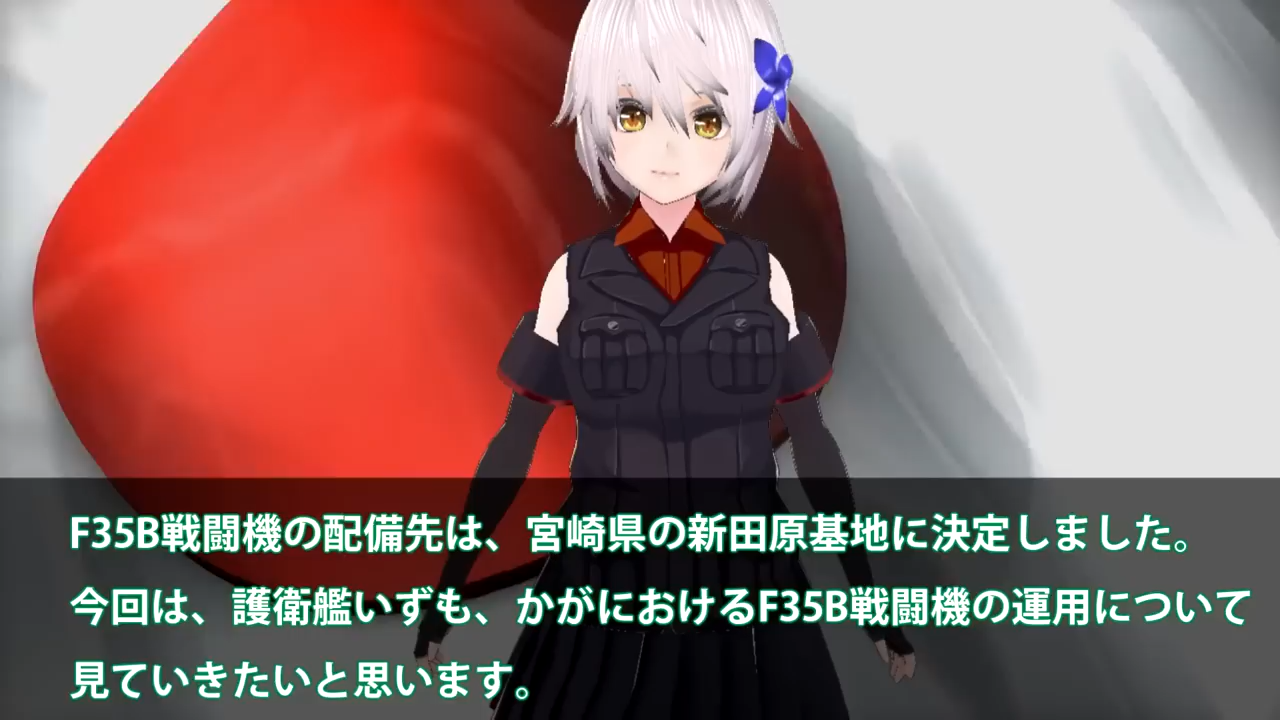 F35B戦闘機の配備先は、宮崎県の新田原基地に決定しました。
今回は、護衛艦いずも、かがにおけるF35B戦闘機の運用について
見ていきたいと思います。